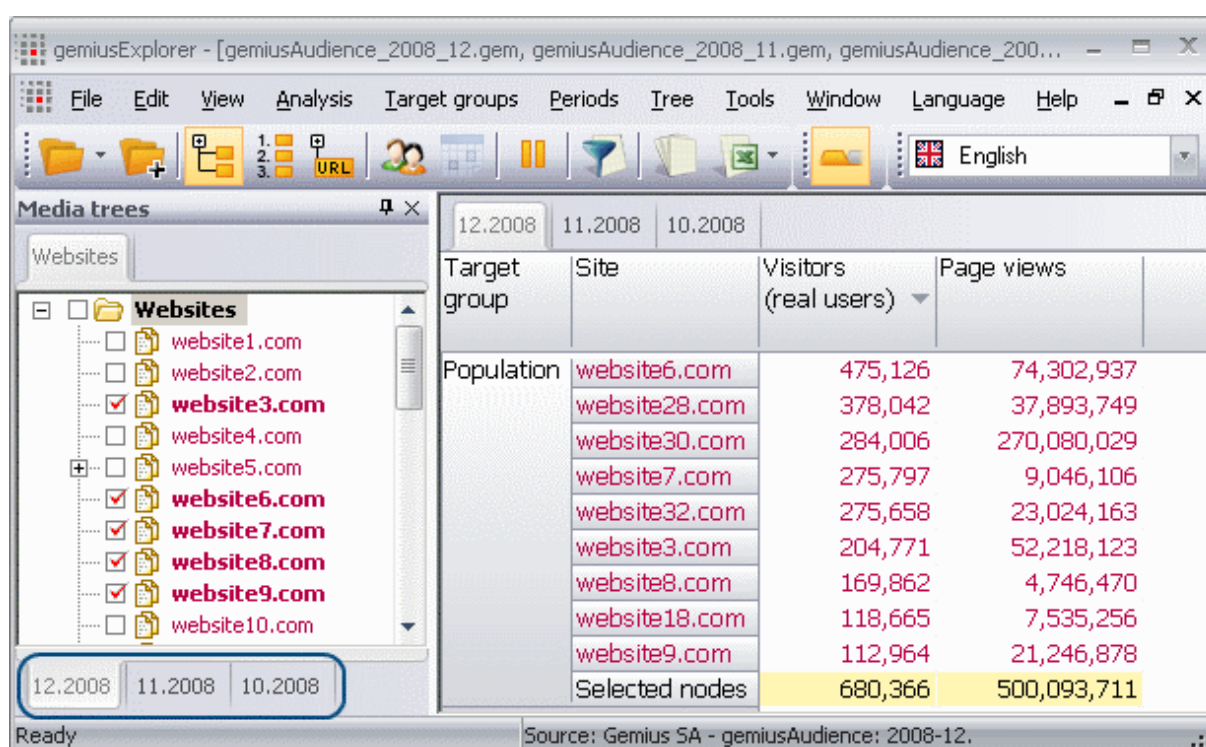 gemiusExplorer - [gemiusAudience_2008_12.gem, gemiusAudience_2008_11.gem, gemiusAudience_200...
File Edit View Analysis Target groups Periods Tree Tools Window Language Help
1. 2. 3. URL English
Media trees
Websites
Websites
website1.com
website2.com
website3.com
website4.com
website5.com
website6.com
website7.com
website8.com
website9.com
website10.com
12.2008 11.2008 10.2008
12.2008 11.2008 10.2008
Target group Site Visitors (real users) Page views
Population website6.com 475,126 74,302,937
website28.com 378,042 37,893,749
website30.com 284,006 270,080,029
website7.com 275,797 9,046,106
website32.com 275,658 23,024,163
website3.com 204,771 52,218,123
website8.com 169,862 4,746,470
website18.com 118,665 7,535,256
website9.com 112,964 21,246,878
Selected nodes 680,366 500,093,711
Ready Source: Gemius SA - gemiusAudience: 2008-12.